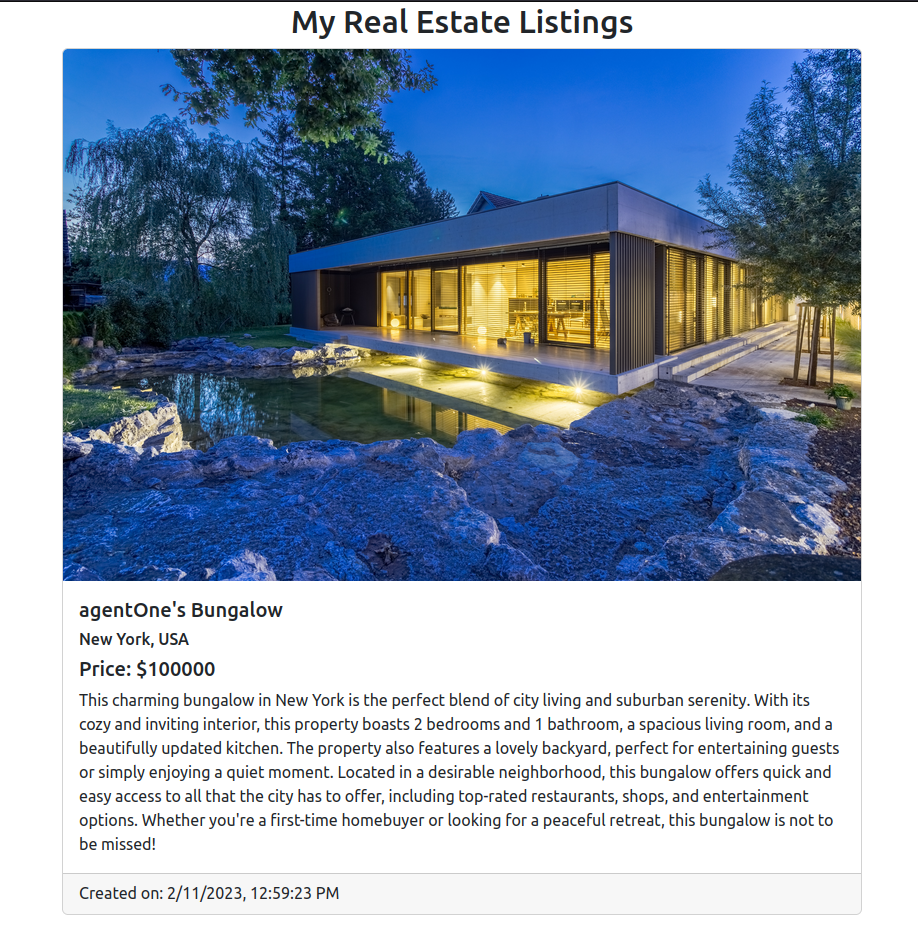 My Real Estate Listings
agentOne's Bungalow
New York, USA
Price: $100000
This charming bungalow in New York is the perfect blend of city living and suburban serenity. With its
cozy and inviting interior, this property boasts 2 bedrooms and 1 bathroom, a spacious living room, and a
beautifully updated kitchen. The property also features a lovely backyard, perfect for entertaining guests
or simply enjoying a quiet moment. Located in a desirable neighborhood, this bungalow offers quick and
easy access to all that the city has to offer, including top-rated restaurants, shops, and entertainment
options. Whether you're a first-time homebuyer or looking for a peaceful retreat, this bungalow is not to
be missed!
Created on: 2/11/2023, 12:59:23 PM